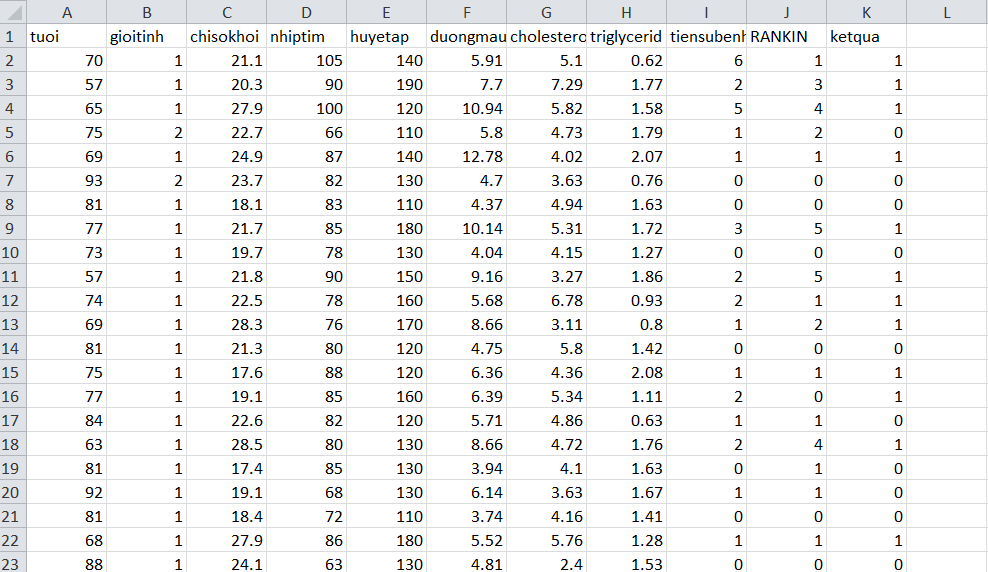 A B C D E F G H I J K L
1 tuoi gioitinh chisokhoi nhiptim huyetap duongmau cholestero triglycerid tiensubenh RANKIN ketqua
2 70 1 21.1 105 140 5.91 5.1 0.62 6 1 1
3 57 1 20.3 90 190 7.7 7.29 1.77 2 3 1
4 65 1 27.9 100 120 10.94 5.82 1.58 5 4 1
5 75 2 22.7 66 110 5.8 4.73 1.79 1 2 0
6 69 1 24.9 87 140 12.78 4.02 2.07 1 1 1
7 93 2 23.7 82 130 4.7 3.63 0.76 0 0 0
8 81 1 18.1 83 110 4.37 4.94 1.63 0 0 0
9 77 1 21.7 85 180 10.14 5.31 1.72 3 5 1
10 73 1 19.7 78 130 4.04 4.15 1.27 0 0 0
11 57 1 21.8 90 150 9.16 3.27 1.86 2 5 1
12 74 1 22.5 78 160 5.68 6.78 0.93 2 1 1
13 69 1 28.3 76 170 8.66 3.11 0.8 1 2 1
14 81 1 21.3 80 120 4.75 5.8 1.42 0 0 0
15 75 1 17.6 88 120 6.36 4.36 2.08 1 1 1
16 77 1 19.1 85 160 6.39 5.34 1.11 2 0 1
17 84 1 22.6 82 120 5.71 4.86 0.63 1 1 0
18 63 1 28.5 80 130 8.66 4.72 1.76 2 4 1
19 81 1 17.4 85 130 3.94 4.1 1.63 0 1 0
20 92 1 19.1 68 130 6.14 3.63 1.67 1 1 0
21 81 1 18.4 72 110 3.74 4.16 1.41 0 0 0
22 68 1 27.9 86 180 5.52 5.76 1.28 1 1 1
23 88 1 24.1 63 130 4.81 2.4 1.53 0 0 0